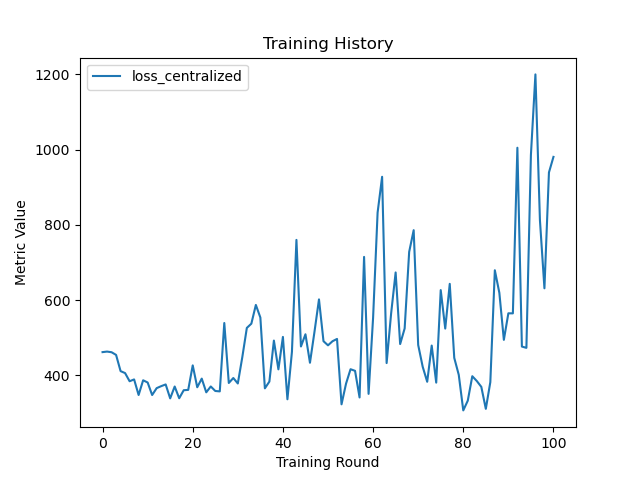 Training History
loss_centralized
1200
1000
800
600
400
Metric Value
0 20 40 60 80 100
Training Round